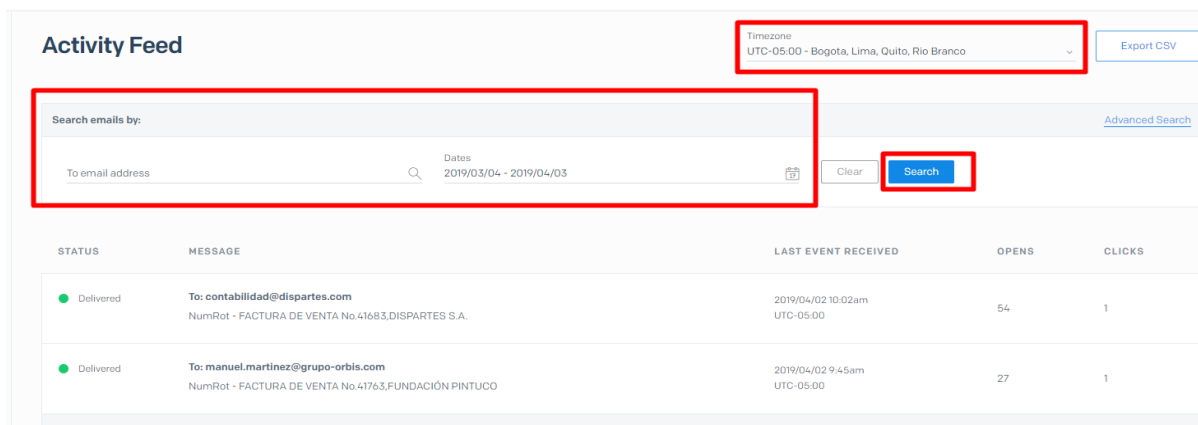 Activity Feed
Timezone
UTC-05:00 - Bogota, Lima, Quito, Rio Branco
Export CSV
Search emails by:
Advanced Search
To email address
Dates
2019/03/04 - 2019/04/03
17
Clear
Search
STATUS MESSAGE LAST EVENT RECEIVED OPENS CLICKS
Delivered
To: contabilidad@dispartes.com
NumRot - FACTURA DE VENTA No.41683,DISPARTES S.A.
2019/04/02 10:02am
UTC-05:00
54
1
Delivered
To: manuel.martinez@grupo-orbis.com
NumRot - FACTURA DE VENTA No.41763,FUNDACIÓN PINTUCO
2019/04/02 9:45am
UTC-05:00
27
1